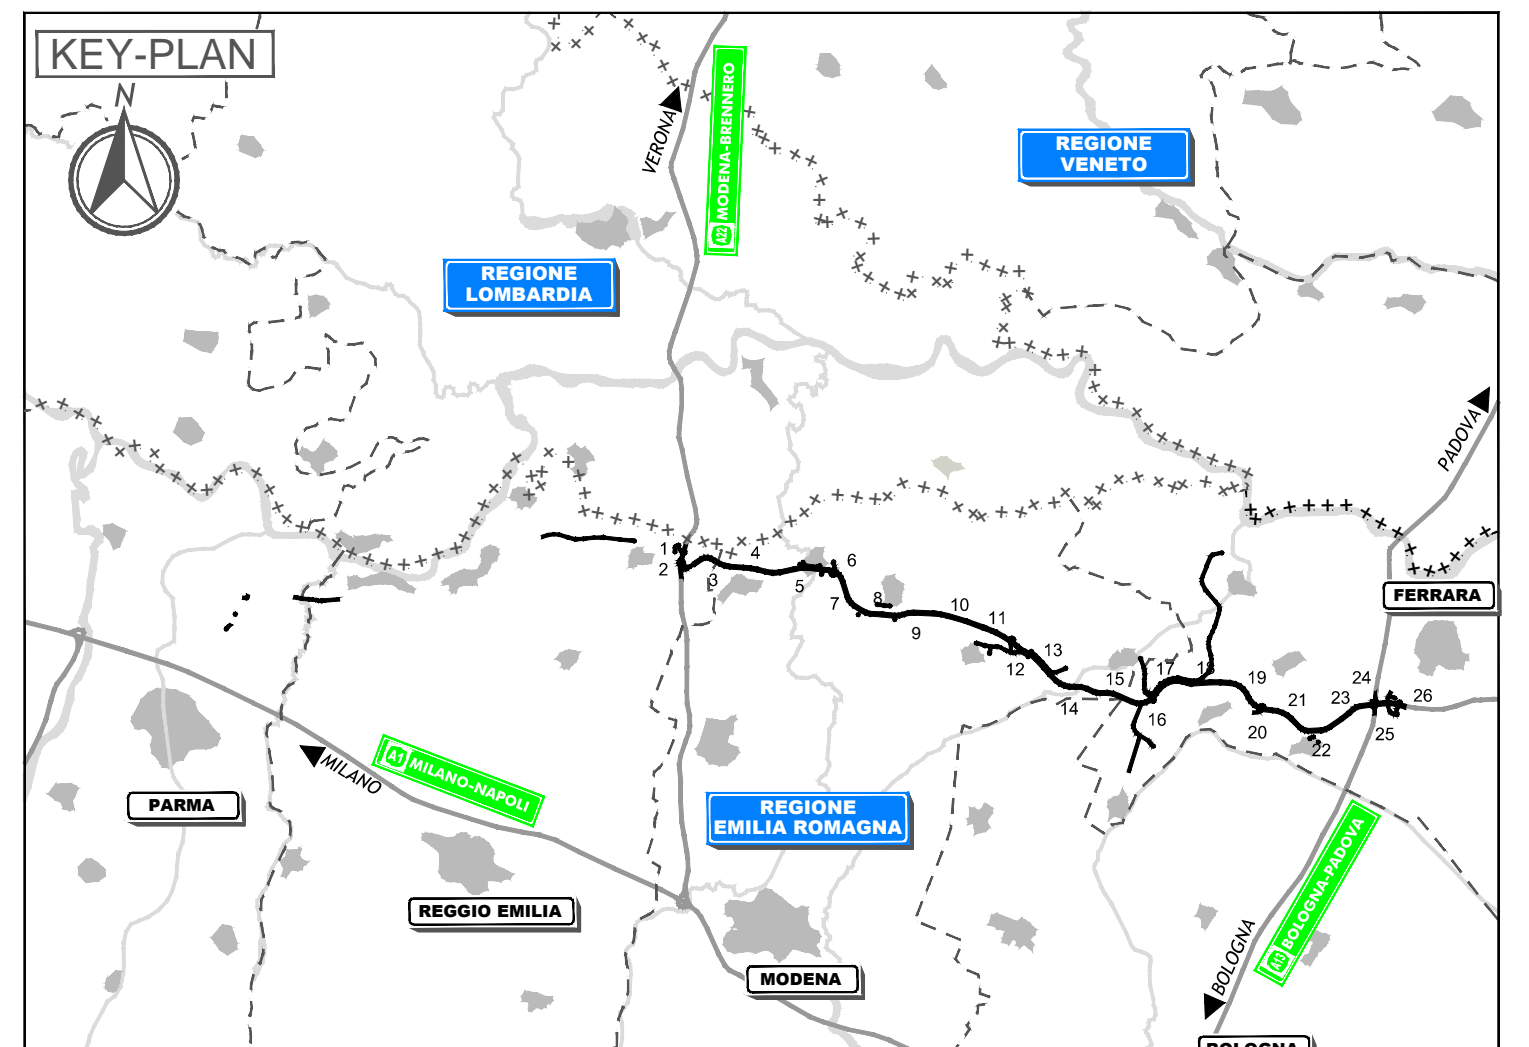 KEY-PLAN
N
VERONA
A22 MODENA-BRENNERO
REGIONE
VENETO
REGIONE
LOMBARDIA
PADOVA
1
2
3
4
5
6
7
8
9
10
11
12
13
14
15
16
17
18
19
20
21
22
23
24
25
26
FERRARA
MILANO
A1 MILANO-NAPOLI
PARMA
REGIONE
EMILIA ROMAGNA
REGGIO EMILIA
MODENA
A13 BOLOGNA-PADOVA
BOLOGNA
BOLOGNA